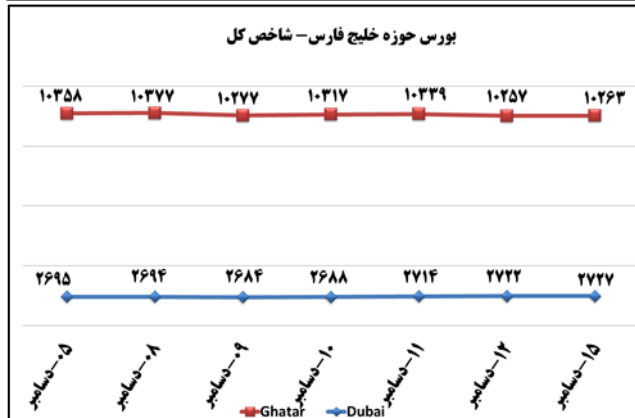 بورس حوزه خلیج فارس- شاخص کل
۱۰۳۵۸ ۱۰۳۷۷ ۱۰۲۷۷ ۱۰۳۱۷ ۱۰۳۳۹ ۱۰۲۵۷ ۱۰۲۶۳
۲۶۹۵ ۲۶۹۴ ۲۶۸۴ ۲۶۸۸ ۲۷۱۴ ۲۷۲۲ ۲۷۲۷
۰۵-دسامبر ۰۸-دسامبر ۰۹-دسامبر ۱۰-دسامبر ۱۱-دسامبر ۱۲-دسامبر ۱۵-دسامبر
Ghatar Dubai